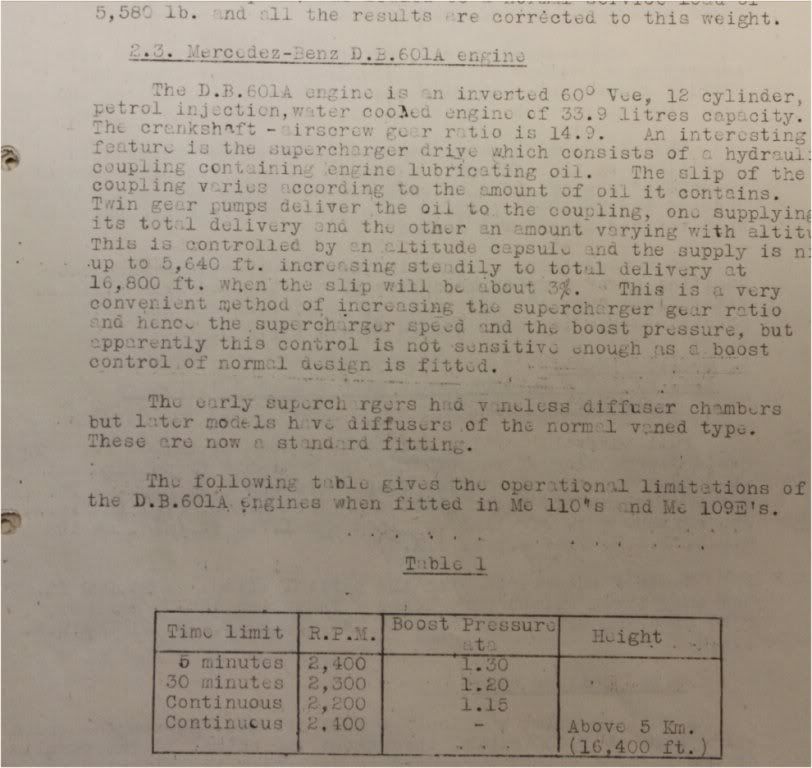 5,580 lb. and all the results are corrected to this weight.
2.3. Mercedez-Benz D.B.601A engine
The D.B.601A engine is an inverted 60° Vee, 12 cylinder,
petrol injection,water cooled engine of 33.9 litres capacity.
The crankshaft - airscrew gear ratio is 14.9. An interesting
feature is the supercharger drive which consists of a hydrauli
coupling containing engine lubricating oil. The slip of the
coupling varies according to the amount of oil it contains.
Twin gear pumps deliver the oil to the coupling, one supplying
its total delivery and the other an amount varying with altitu
This is controlled by an altitude capsule and the supply is ni
up to 5,640 ft. increasing steadily to total delivery at
16,800 ft. when the slip will be about 3%. This is a very
convenient method of increasing the supercharger gear ratio
and hence the supercharger speed and the boost pressure, but
apparently this control is not sensitive enough as a boost
control of normal design is fitted.
The early superchargers had vaneless diffuser chambers
but later models have diffusers of the normal vaned type.
These are now a standard fitting.
The following table gives the operational limitations of
the D.B.601A engines when fitted in Me 110"s and Me 109E's.
Table 1
Time limit R.P.M. Boost Pressure ata Height
5 minutes 2,400 1.30
30 minutes 2,300 1.20
Continuous 2,200 1.15
Continuous 2.400 - Above 5 Km.
(16,400 ft.)